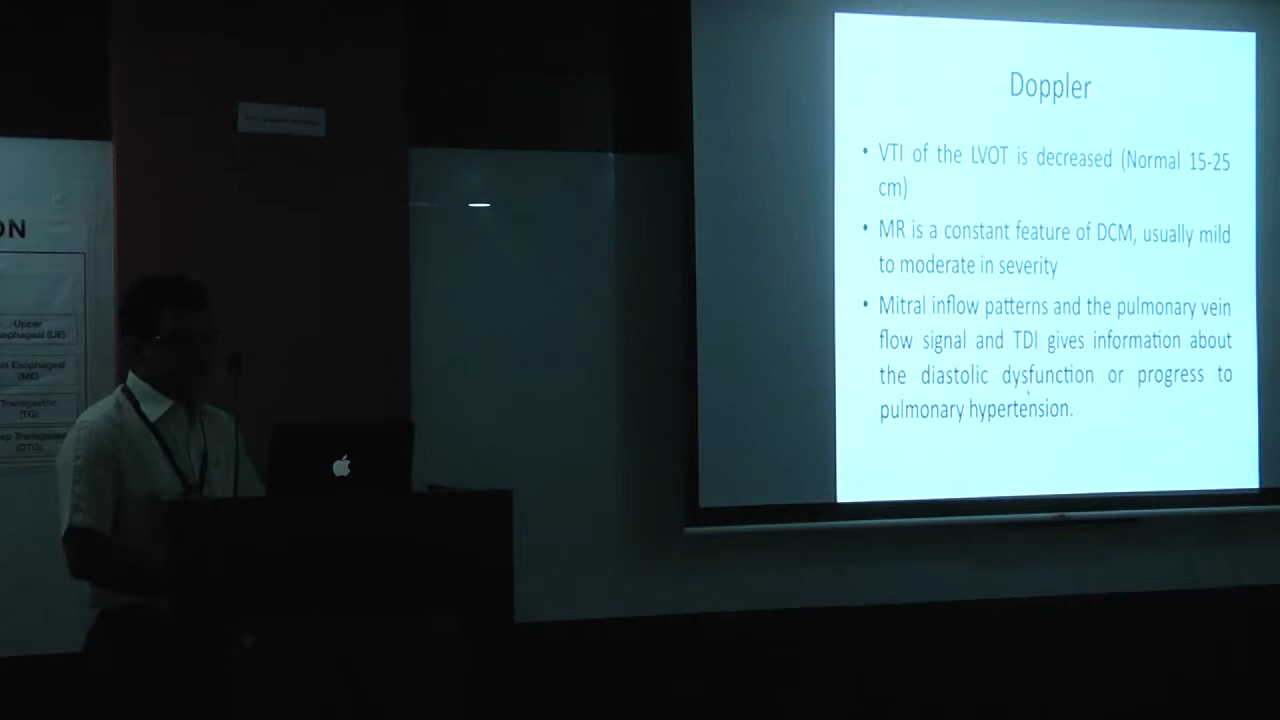 Doppler
• VTI of the LVOT is decreased (Normal 15-25
cm)
• MR is a constant feature of DCM, usually mild
to moderate in severity
• Mitral inflow patterns and the pulmonary vein
flow signal and TDI gives information about
the diastolic dysfunction or progress to
pulmonary hypertension.
ON
Upper
ophageal (UE)
Esophageal
(ME)
Transgastric
(TG)
Transgastric
(DTG)